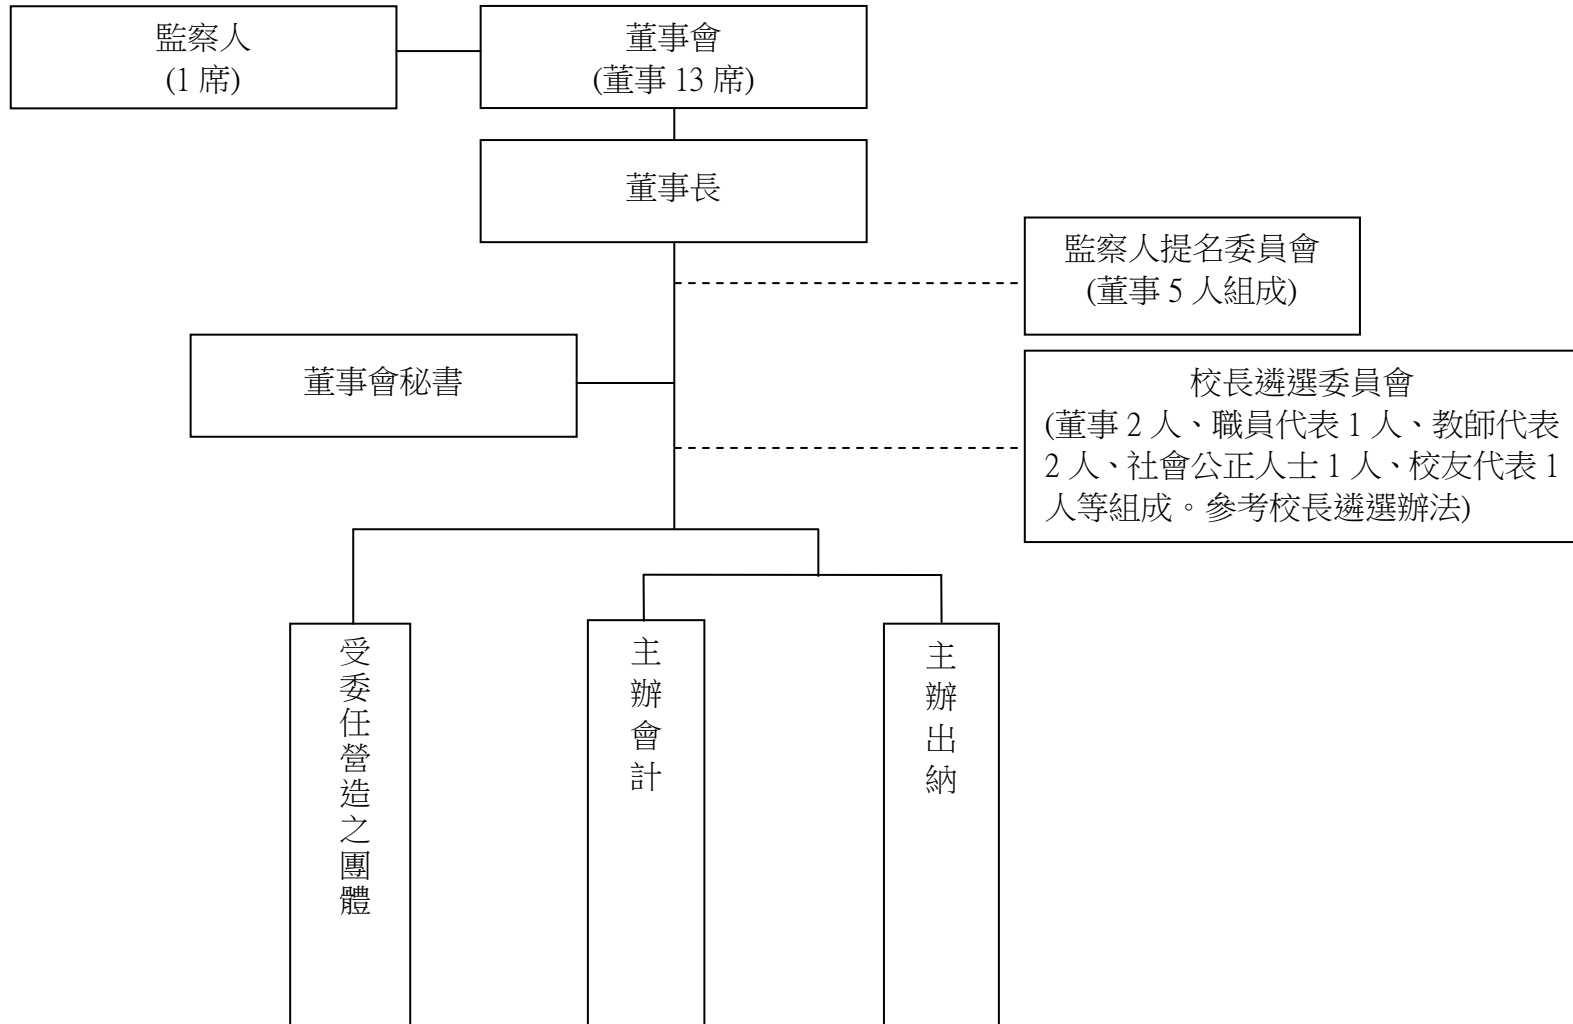 監察人
(1 席)
董事會
(董事 13 席)
董事長
監察人提名委員會
(董事 5 人組成)
董事會秘書
校長遴選委員會
(董事 2 人、職員代表 1 人、教師代表
2 人、社會公正人士 1 人、校友代表 1
人等組成。參考校長遴選辦法)
受委任營造之團體
主辦會計
主辦出納